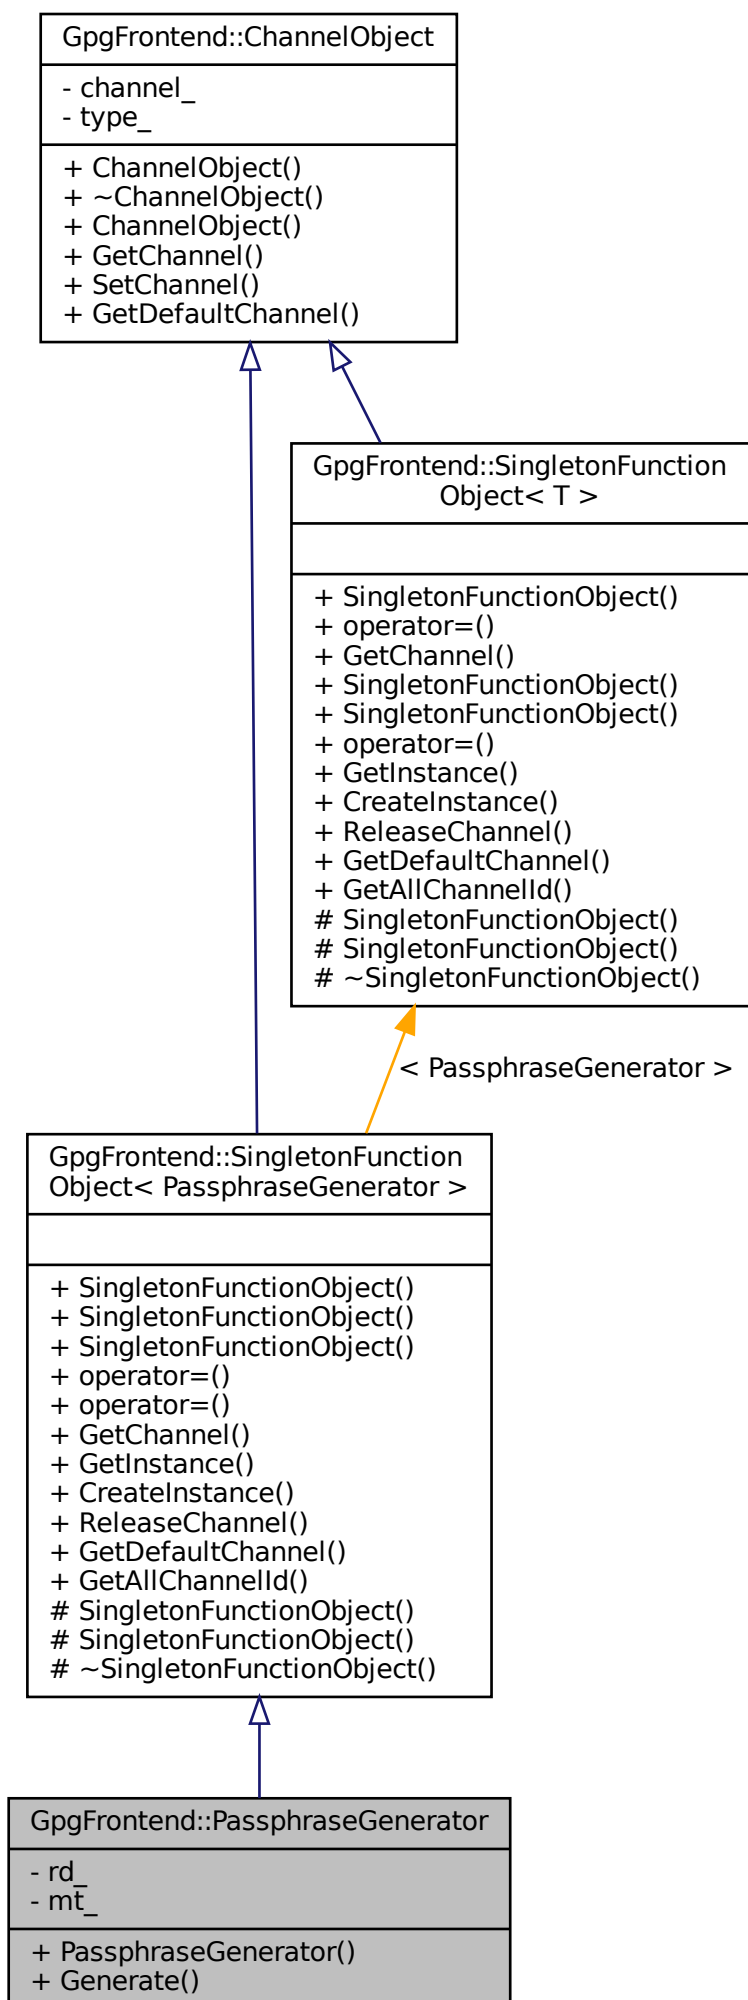 GpgFrontend::ChannelObject
- channel_
- type_
+ ChannelObject()
+ ~ChannelObject()
+ ChannelObject()
+ GetChannel()
+ SetChannel()
+ GetDefaultChannel()
GpgFrontend::SingletonFunction
Object< T >
+ SingletonFunctionObject()
+ operator=()
+ GetChannel()
+ SingletonFunctionObject()
+ SingletonFunctionObject()
+ operator=()
+ GetInstance()
+ CreateInstance()
+ ReleaseChannel()
+ GetDefaultChannel()
+ GetAllChannelId()
# SingletonFunctionObject()
# SingletonFunctionObject()
# ~SingletonFunctionObject()
< PassphraseGenerator >
GpgFrontend::SingletonFunction
Object< PassphraseGenerator >
+ SingletonFunctionObject()
+ SingletonFunctionObject()
+ SingletonFunctionObject()
+ operator=()
+ operator=()
+ GetChannel()
+ GetInstance()
+ CreateInstance()
+ ReleaseChannel()
+ GetDefaultChannel()
+ GetAllChannelId()
# SingletonFunctionObject()
# SingletonFunctionObject()
# ~SingletonFunctionObject()
GpgFrontend::PassphraseGenerator
- rd_
- mt_
+ PassphraseGenerator()
+ Generate()